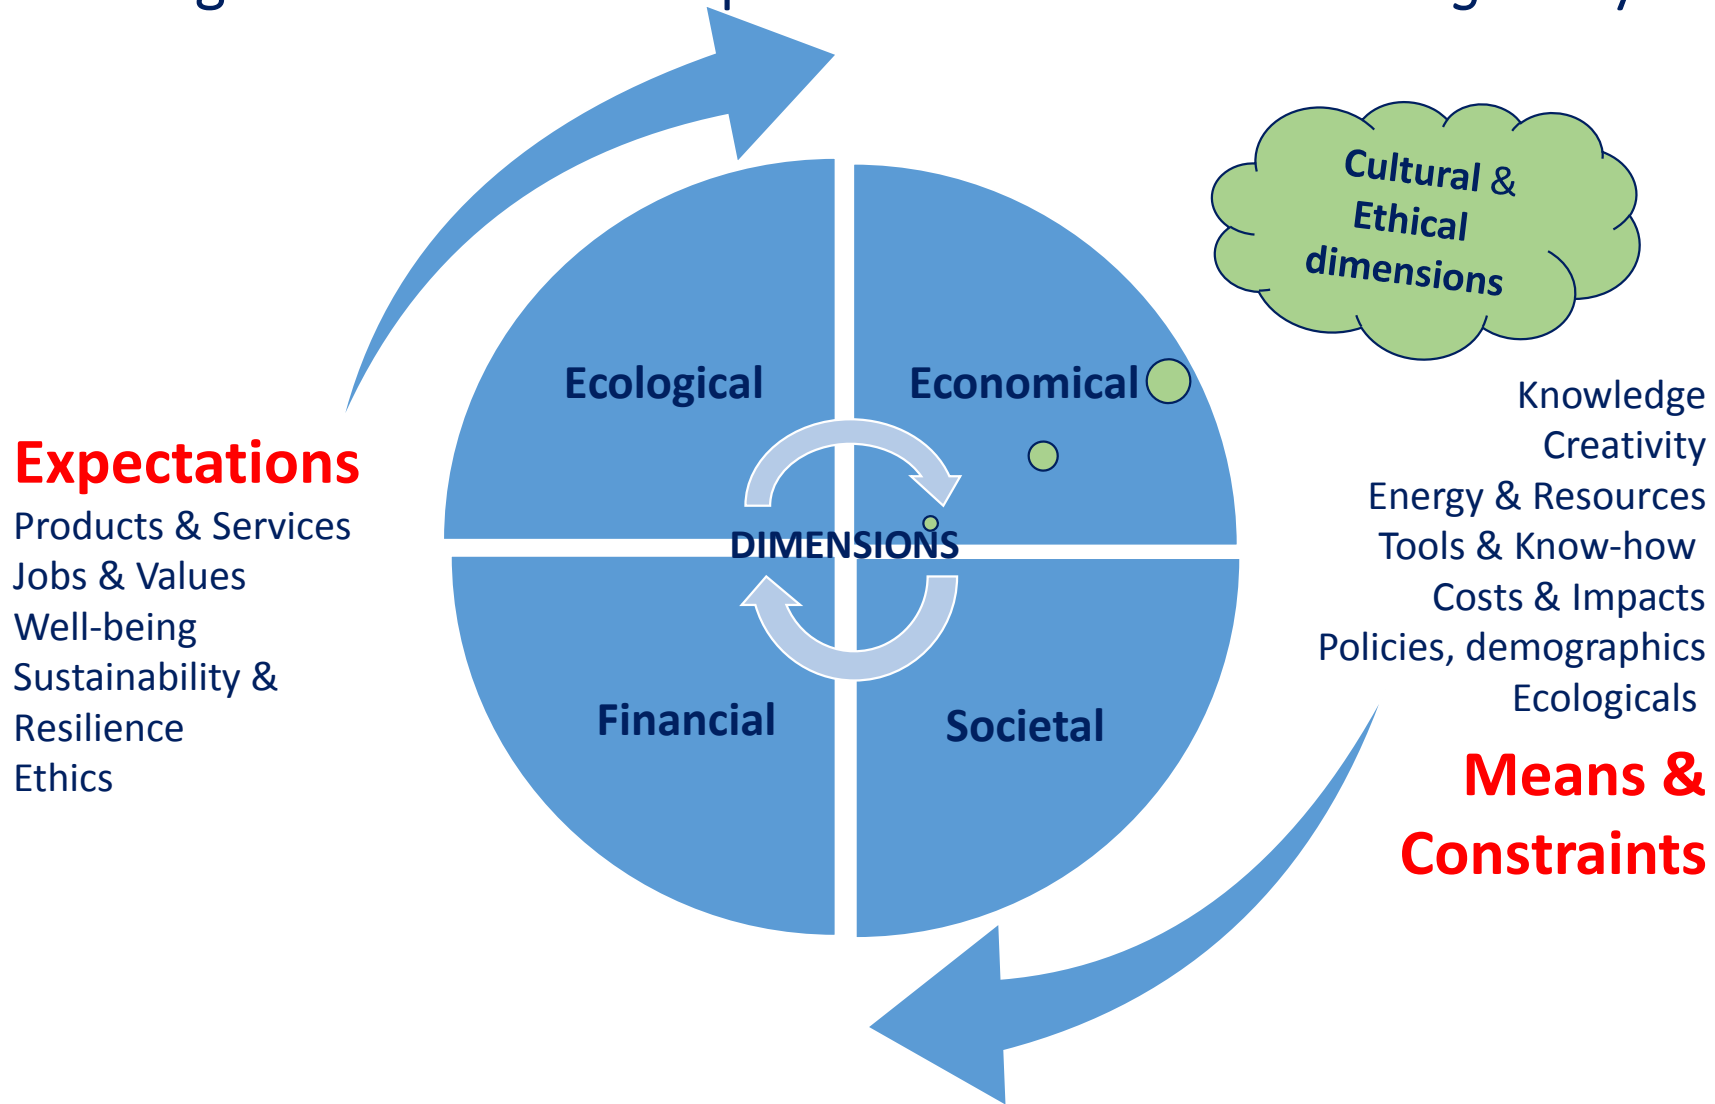 Cultural &
Ethical
dimensions
Ecological
Economical
DIMENSIONS
Financial
Societal
Expectations
Products & Services
Jobs & Values
Well-being
Sustainability &
Resilience
Ethics
Knowledge
Creativity
Energy & Resources
Tools & Know-how
Costs & Impacts
Policies, demographics
Ecologicals
Means &
Constraints